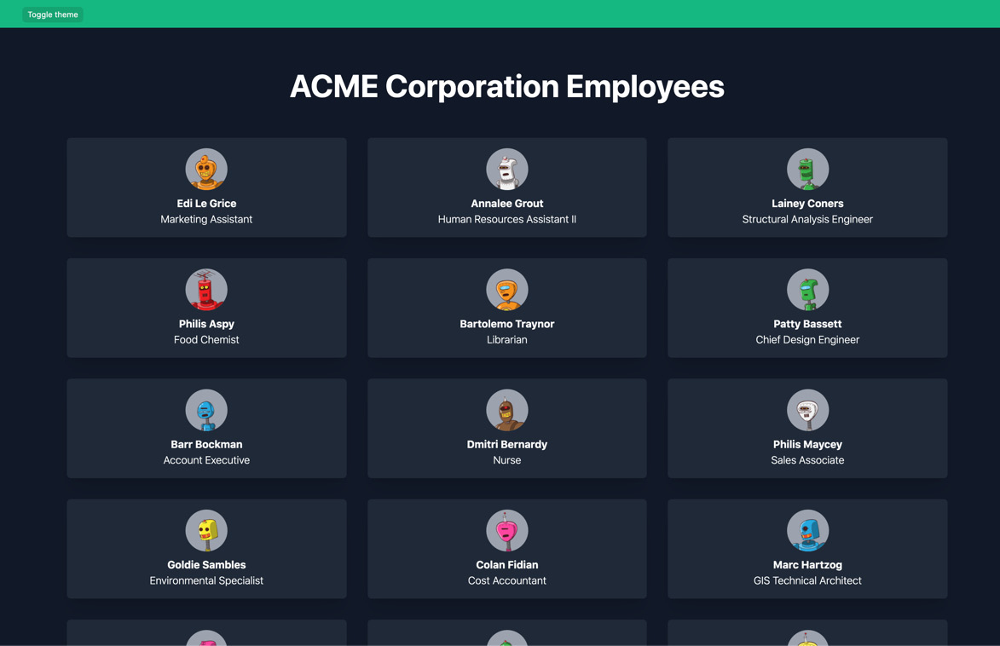 Toggle theme
ACME Corporation Employees
Edi Le Grice
Marketing Assistant
Annalee Grout
Human Resources Assistant II
Lainey Coners
Structural Analysis Engineer
Philis Aspy
Food Chemist
Bartolemo Traynor
Librarian
Patty Bassett
Chief Design Engineer
Barr Bockman
Account Executive
Dmitri Bernardy
Nurse
Philis Maycey
Sales Associate
Goldie Sambles
Environmental Specialist
Colan Fidian
Cost Accountant
Marc Hartzog
GIS Technical Architect